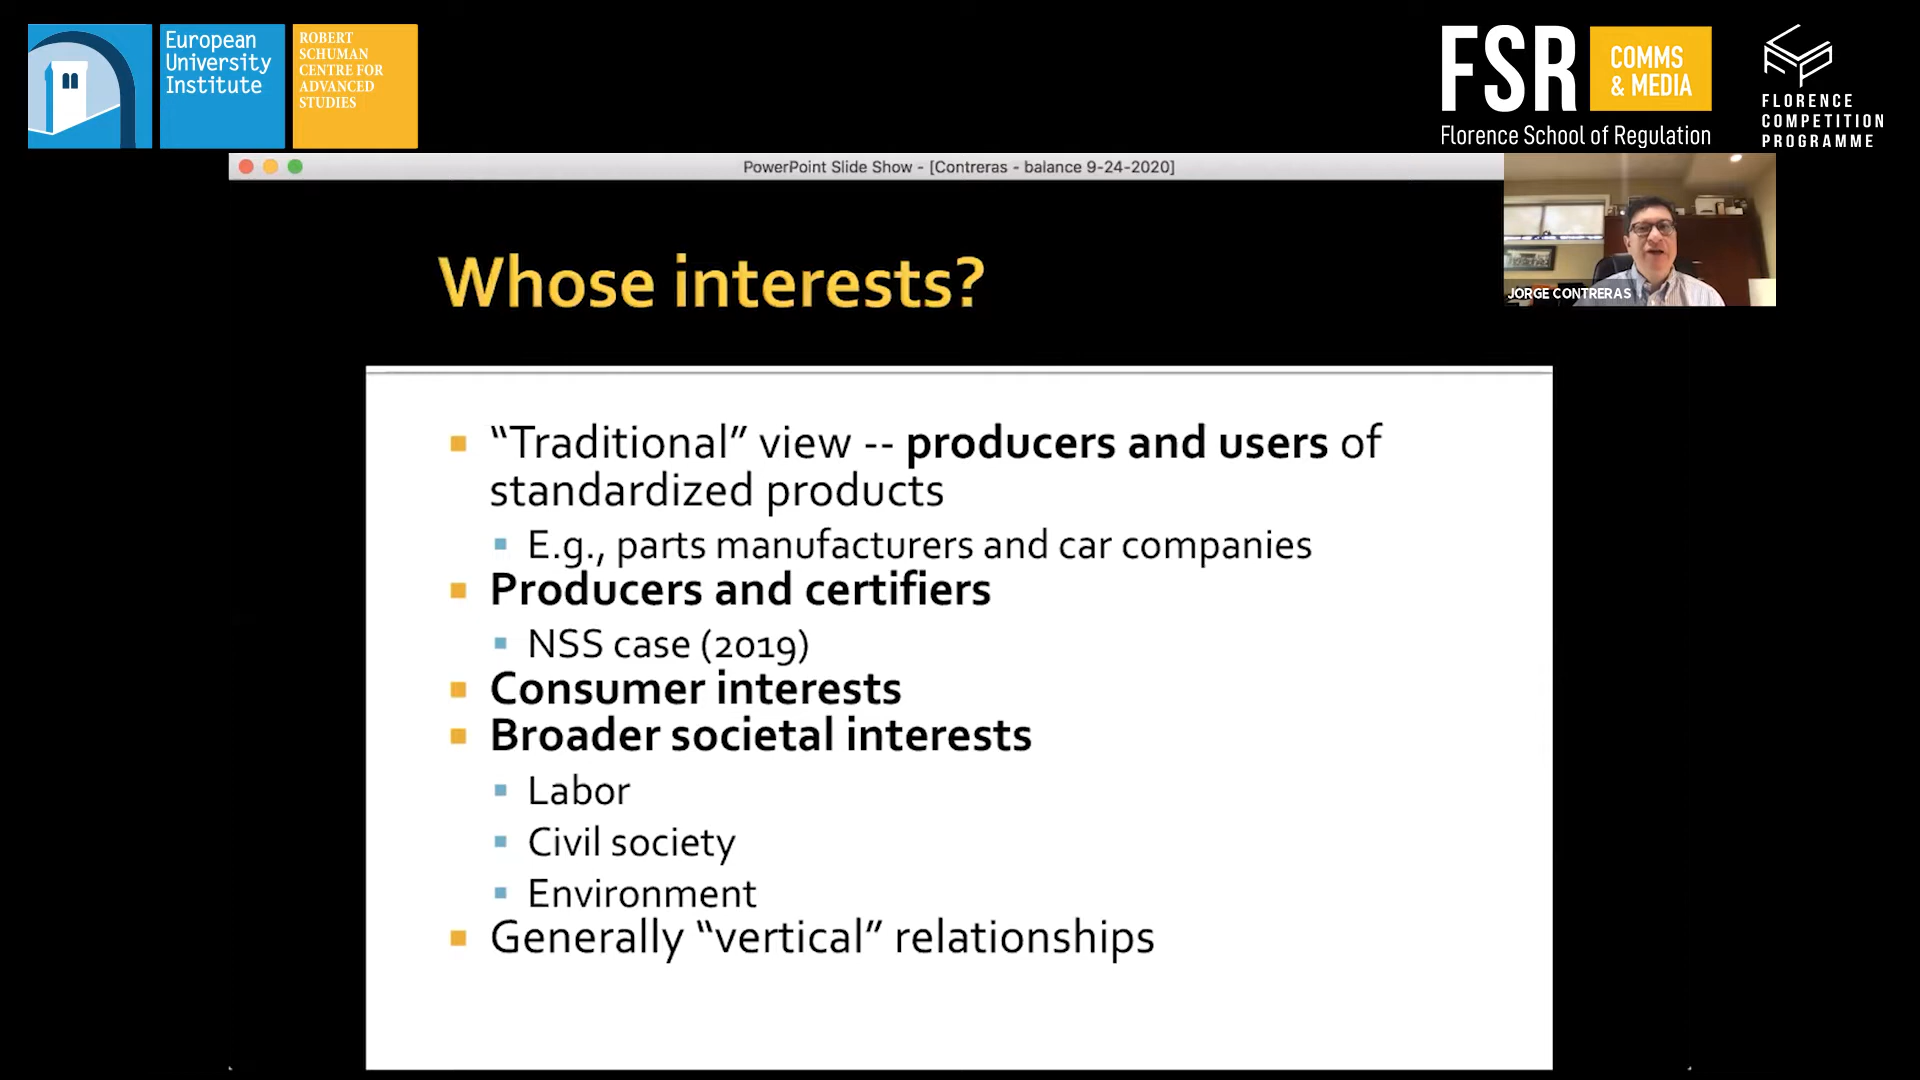 European
University
Institute
ROBERT
SCHUMAN
CENTRE FOR
ADVANCED
STUDIES
FSR
COMMS
& MEDIA
Florence School of Regulation
FLORENCE
COMPETITION
PROGRAMME
PowerPoint Slide Show - [Contreras - balance 9-24-2020]
JORGE CONTRERAS
Whose interests?
“Traditional” view -- producers and users of
standardized products
E.g., parts manufacturers and car companies
Producers and certifiers
NSS case (2019)
Consumer interests
Broader societal interests
Labor
Civil society
Environment
Generally “vertical” relationships